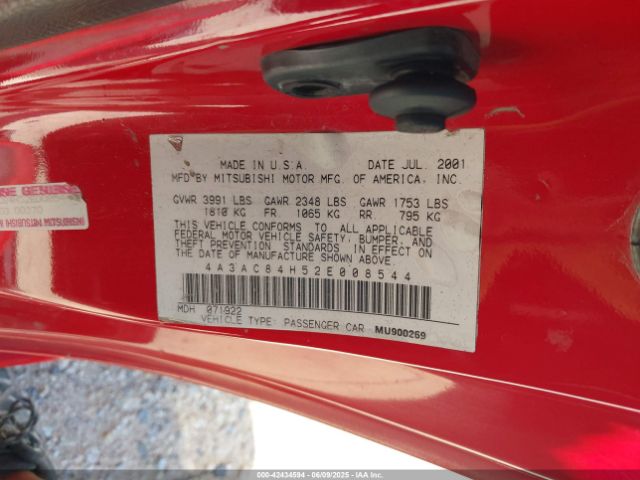 MADE IN U.S.A. DATE JUL. 2001
MFD BY MITSUBISHI MOTOR MFG. OF AMERICA, INC.
GVWR 3991 LBS GAWR 2348 LBS GAWR 1753 LBS
1810 KG FR. 1065 KG RR. 795 KG
THIS VEHICLE CONFORMS TO ALL APPLICABLE
FEDERAL MOTOR VEHICLE SAFETY, BUMPER, AND
THEFT PREVENTION STANDARDS IN EFFECT ON
THE DATE OF MANUFACTURE SHOWN ABOVE.
4A3AC84H52E008544
MDH 071922
VEHICLE TYPE: PASSENGER CAR MU900269
000-42434594 (06/09/2025) IAA HOLDINGS, LLC